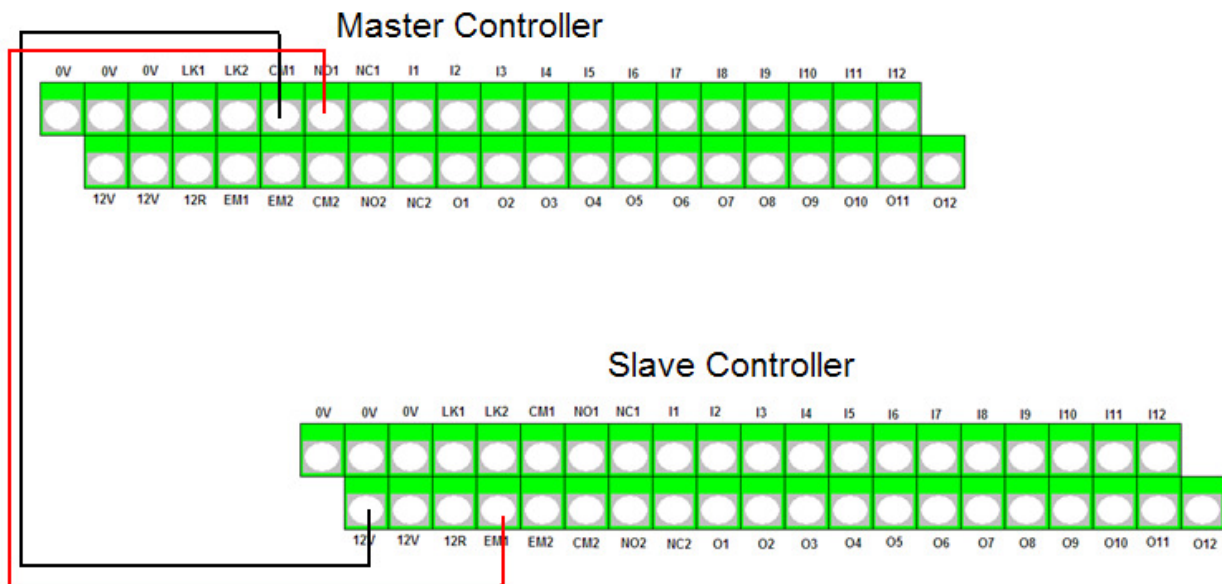 Master Controller
0V 0V 0V LK1 LK2 CM1 NO1 NC1 I1 I2 I3 I4 I5 I6 I7 I8 I9 I10 I11 I12
12V 12V 12R EM1 EM2 CM2 NO2 NC2 O1 O2 O3 O4 O5 O6 O7 O8 O9 O10 O11 O12
Slave Controller
0V 0V 0V LK1 LK2 CM1 NO1 NC1 I1 I2 I3 I4 I5 I6 I7 I8 I9 I10 I11 I12
12V 12V 12R EM1 EM2 CM2 NO2 NC2 O1 O2 O3 O4 O5 O6 O7 O8 O9 O10 O11 O12